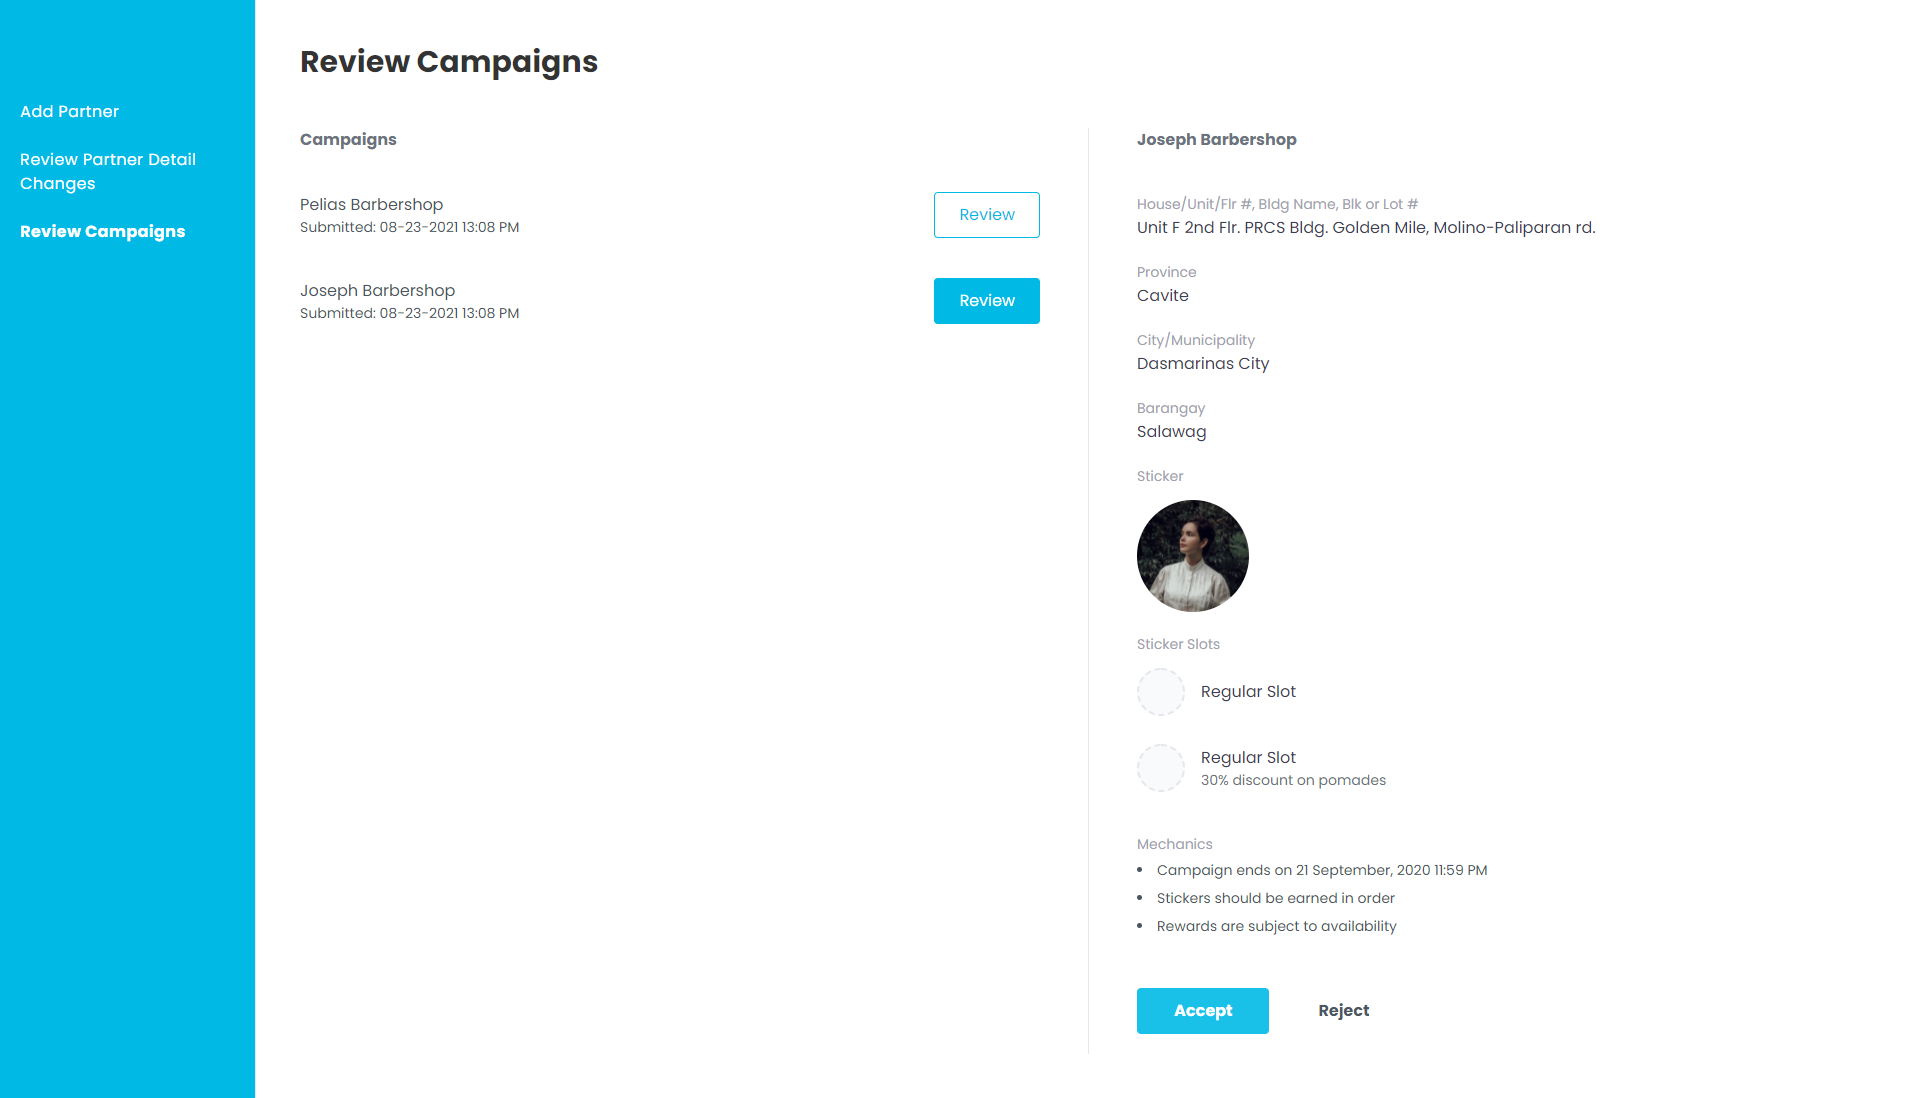 Add Partner
Review Partner Detail
Changes
Review Campaigns
Review Campaigns
Campaigns
Pelias Barbershop
Submitted: 08-23-2021 13:08 PM
Review
Joseph Barbershop
Submitted: 08-23-2021 13:08 PM
Review
Joseph Barbershop
House/Unit/Flr #, Bldg Name, Blk or Lot #
Unit F 2nd Flr. PRCS Bldg. Golden Mile, Molino-Paliparan rd.
Province
Cavite
City/Municipality
Dasmarinas City
Barangay
Salawag
Sticker
Sticker Slots
Regular Slot
Regular Slot
30% discount on pomades
Mechanics
• Campaign ends on 21 September, 2020 11:59 PM
• Stickers should be earned in order
• Rewards are subject to availability
Accept
Reject